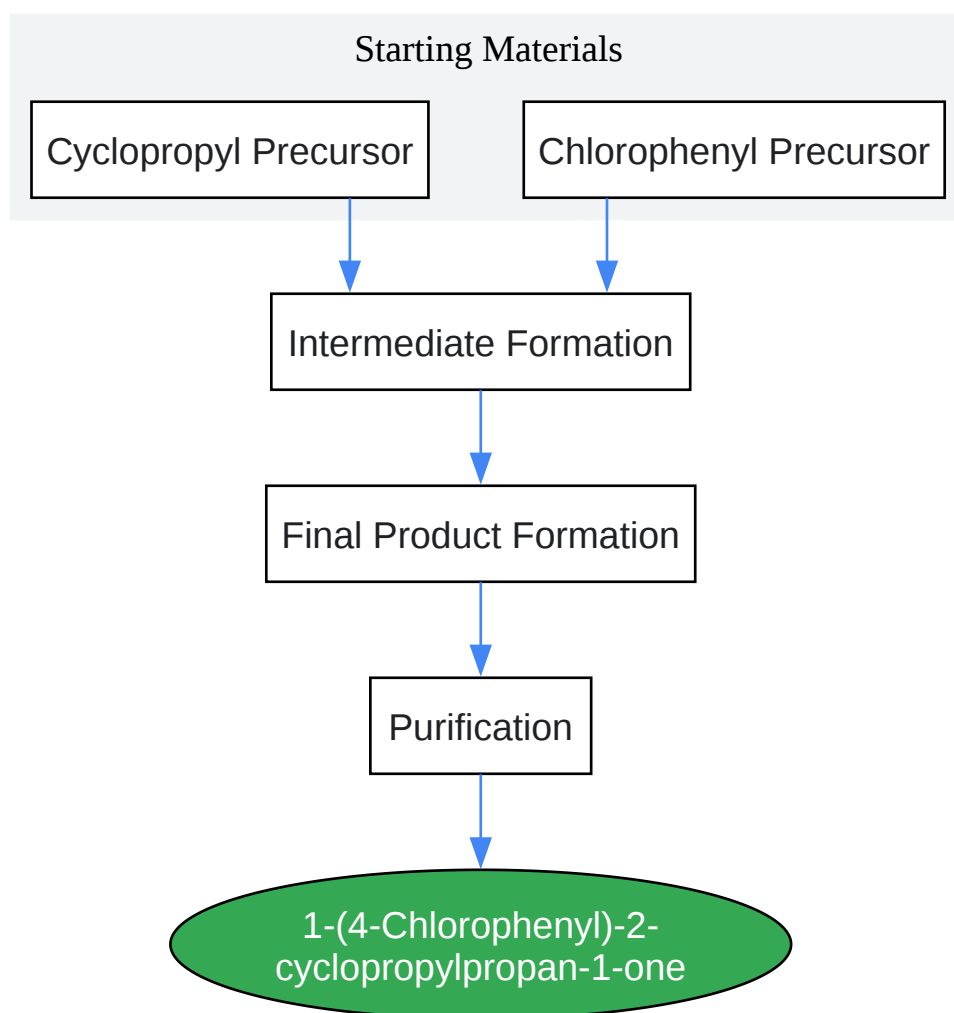 Starting Materials
Cyclopropyl Precursor
Chlorophenyl Precursor
Intermediate Formation
Final Product Formation
Purification
1-(4-Chlorophenyl)-2-
cyclopropylpropan-1-one